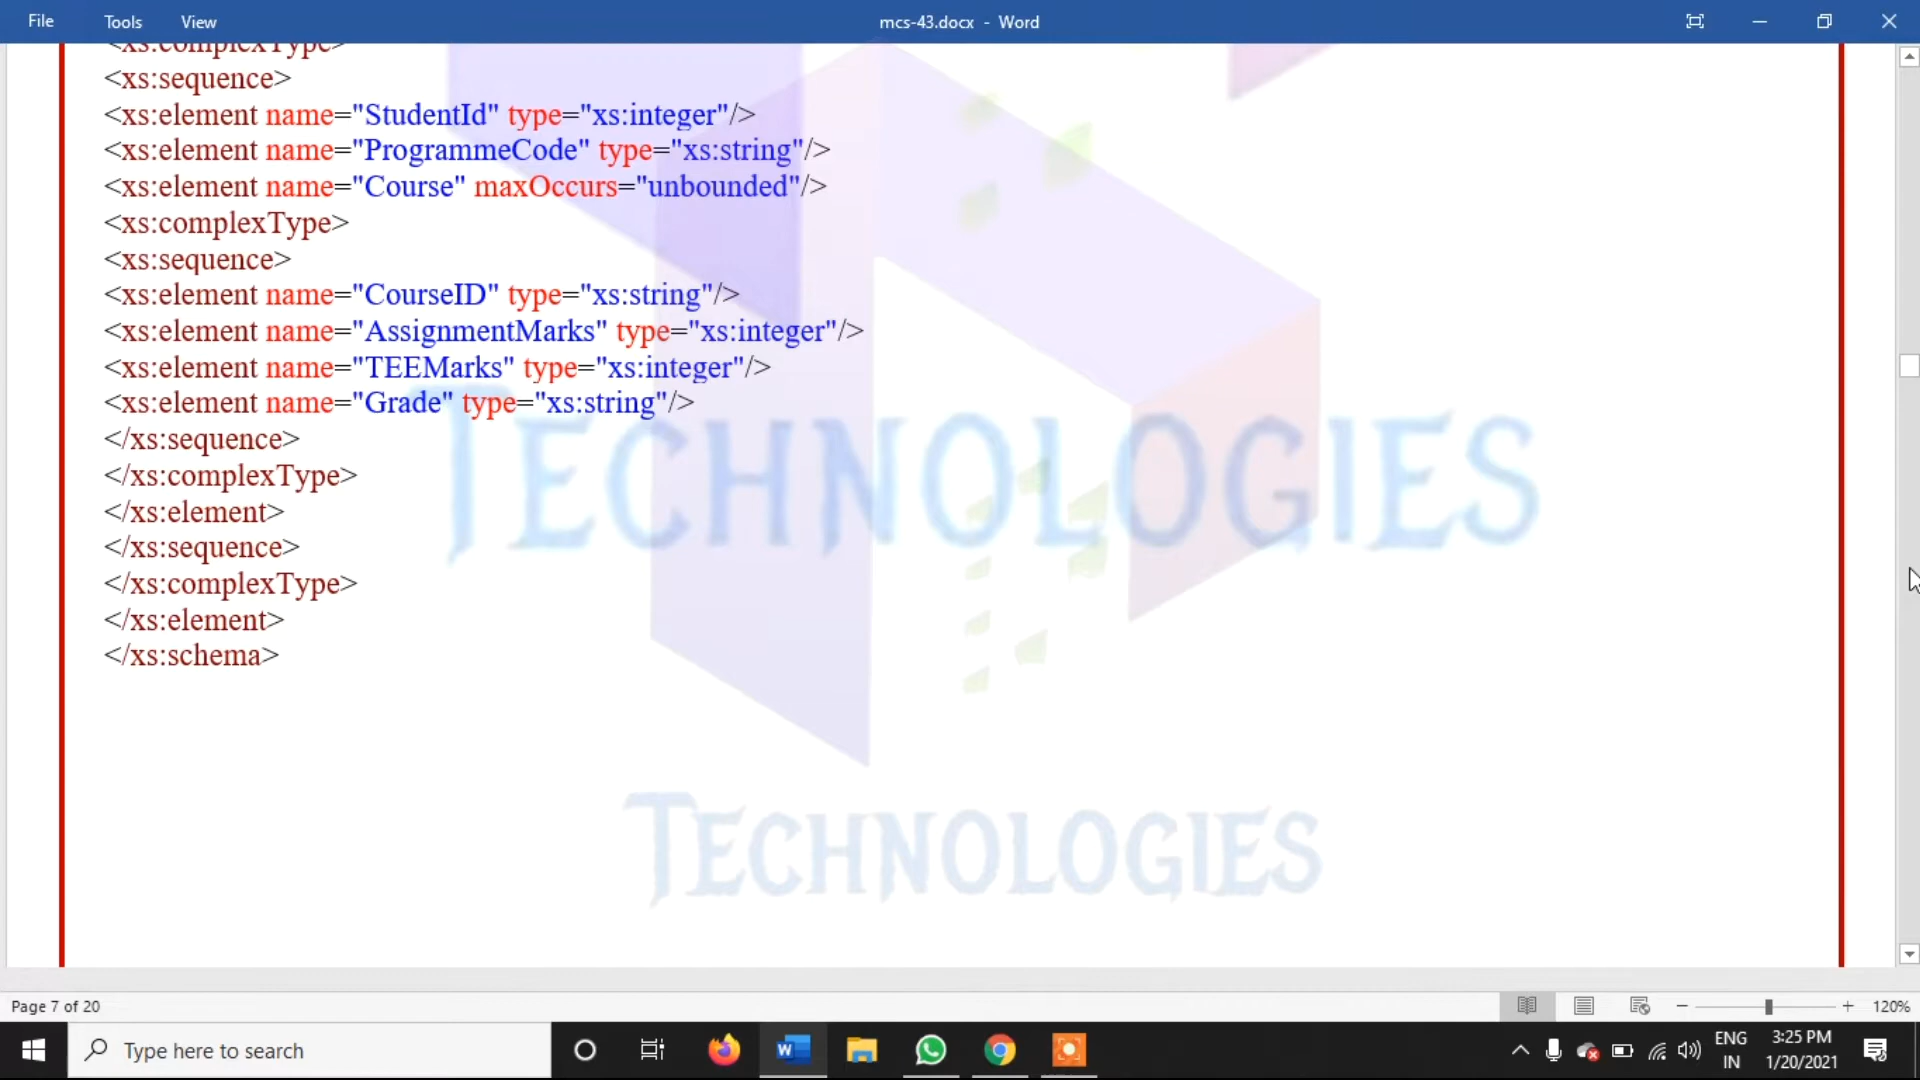 File Tools View mcs-43.docx - Word
<xs:complexType>
<xs:sequence>
<xs:element name="StudentId" type="xs:integer"/>
<xs:element name="ProgrammeCode" type="xs:string"/>
<xs:element name="Course" maxOccurs="unbounded"/>
<xs:complexType>
<xs:sequence>
<xs:element name="CourseID" type="xs:string"/>
<xs:element name="AssignmentMarks" type="xs:integer"/>
<xs:element name="TEEMarks" type="xs:integer"/>
<xs:element name="Grade" type="xs:string"/>
</xs:sequence>
</xs:complexType>
</xs:element>
</xs:sequence>
</xs:complexType>
</xs:element>
</xs:schema>
TECHNOLOGIES
TECHNOLOGIES
Page 7 of 20
120%
Type here to search
ENG
IN
3:25 PM
1/20/2021